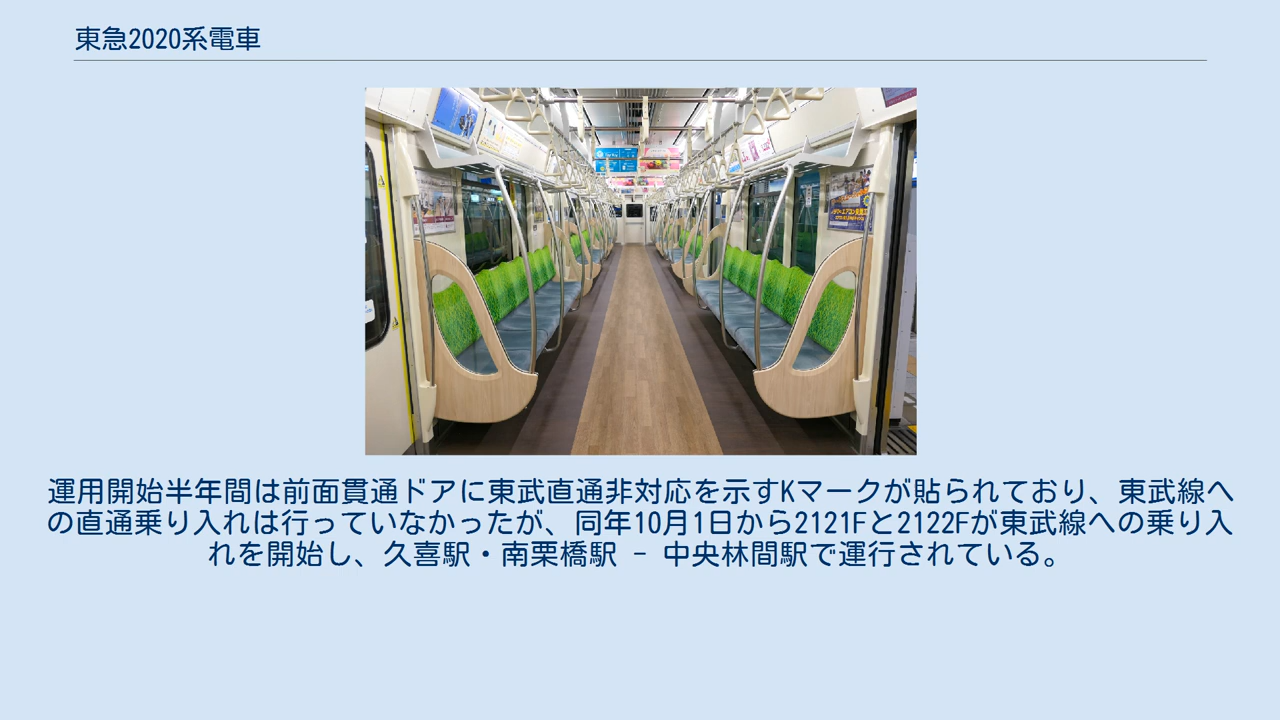 東急2020系電車
運用開始半年間は前面貫通ドアに東武直通非対応を示すKマークが貼られており、東武線へ
の直通乗り入れは行っていなかったが、同年10月1日から2121Fと2122Fが東武線への乗り入
れを開始し、久喜駅・南栗橋駅 - 中央林間駅で運行されている。